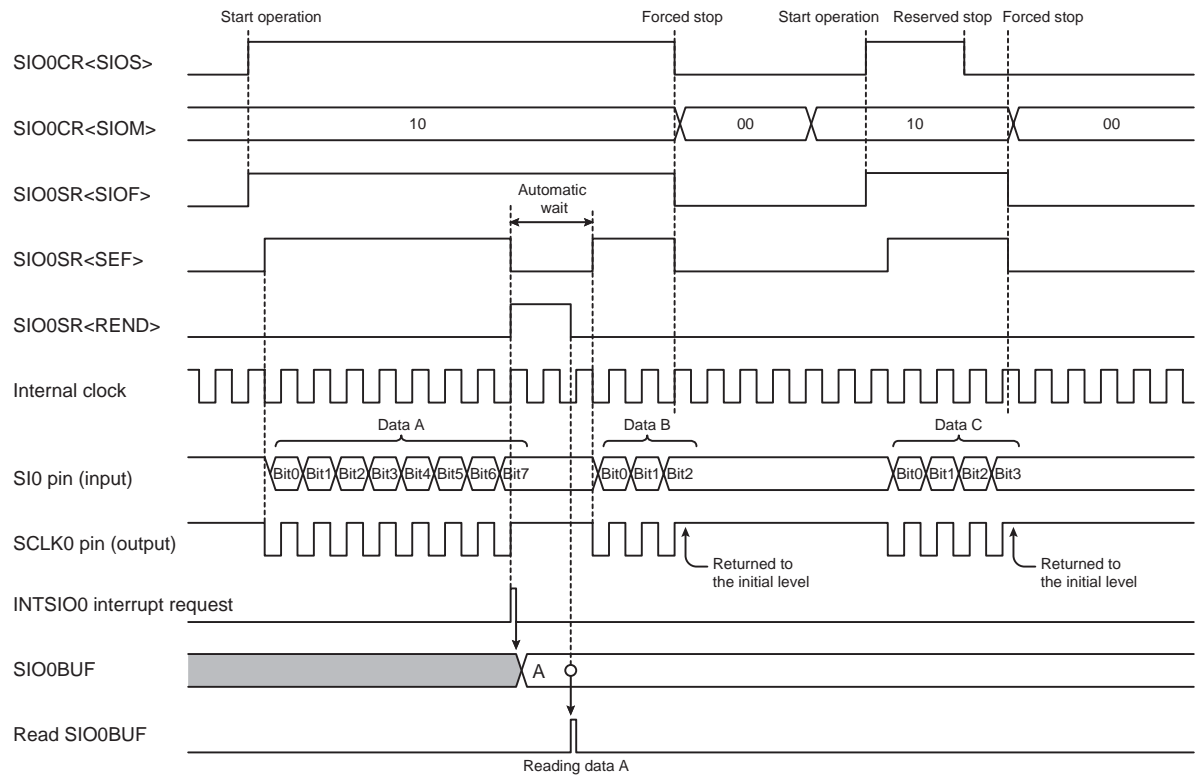 Start operation
Forced stop
Start operation
Reserved stop
Forced stop
SIO0CR<SIOS>
SIO0CR<SIOM>
10
00
10
00
SIO0SR<SIOF>
Automatic
wait
SIO0SR<SEF>
SIO0SR<REND>
Internal clock
Data A
Data B
Data C
SI0 pin (input)
Bit0 Bit1 Bit2 Bit3 Bit4 Bit5 Bit6 Bit7
Bit0 Bit1 Bit2
Bit0 Bit1 Bit2 Bit3
SCLK0 pin (output)
Returned to
the initial level
Returned to
the initial level
INTSIO0 interrupt request
SIO0BUF
A
Read SIO0BUF
Reading data A